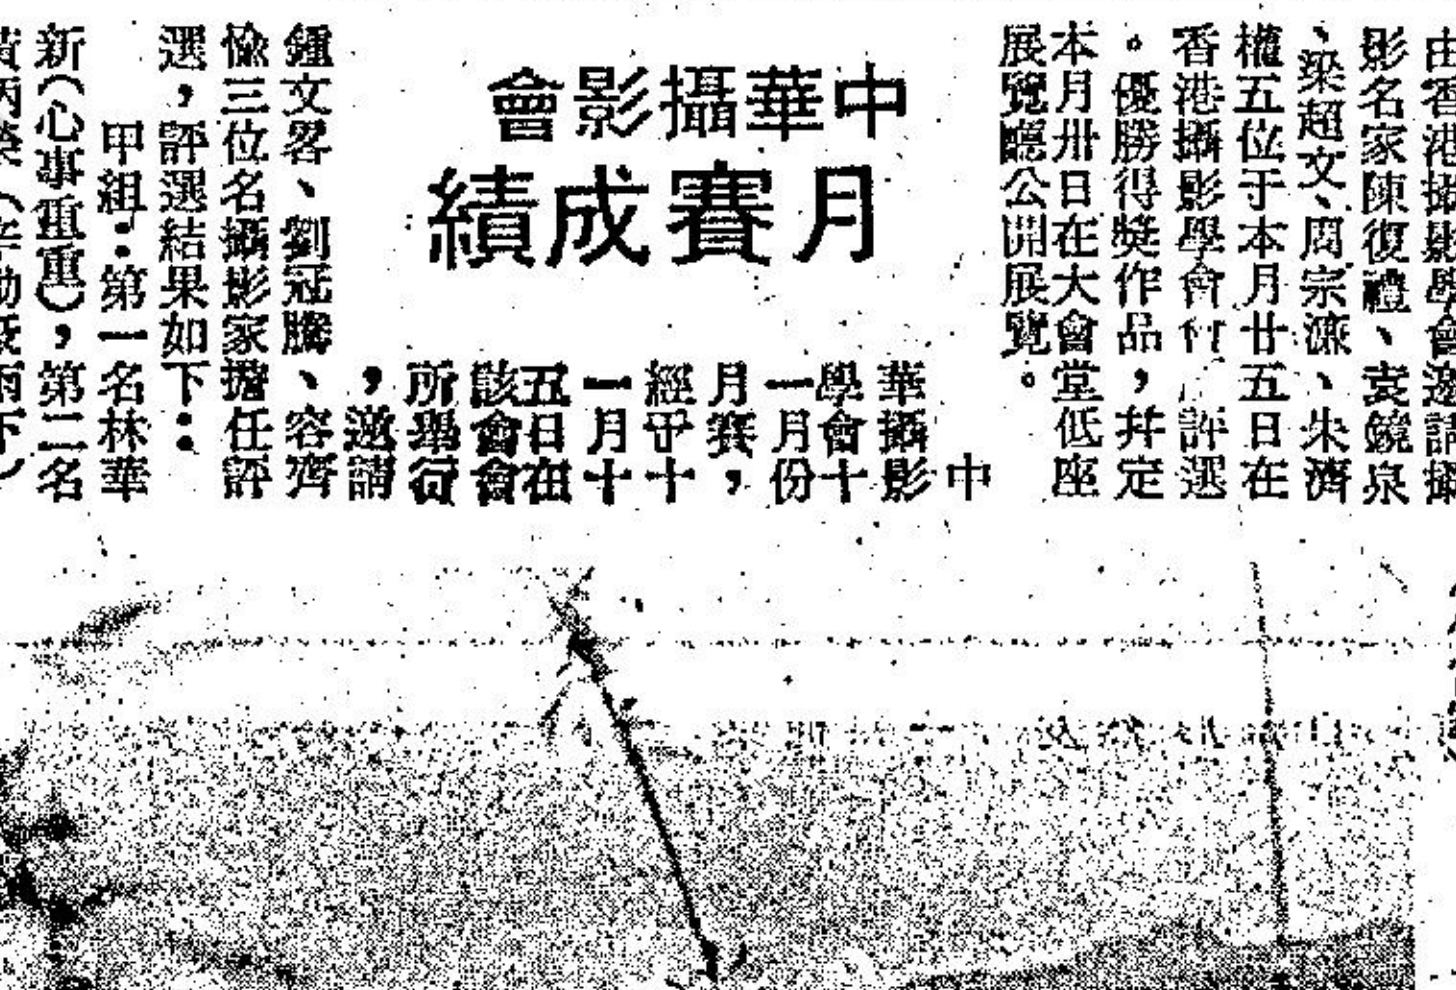 由香港攝影學會邀請攝
影名家陳復禮、袁鏡泉
、梁超文、周宗濂、朱濟
權五位于本月廿五日在
香港攝影學會評選
。優勝得獎作品，幷定
本月卅日在大會堂低座
展覽廳公開展覽。
中華攝影會
月賽成績
中
華攝影
學會十
一月份
月賽，
經于十
一月十
五日在
該會會
所舉行
，邀請
鍾文畧、劉冠騰、容齊
愉三位名攝影家擔任評
選，評選結果如下：
甲組：第一名林華
新（心事重重），第二名